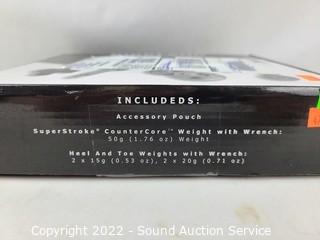 INCLUDEDS:
Accessory Pouch
SuperStroke® CounterCore™ Weight with Wrench:
50g (1.76 oz) Weight
Heel And Toe Weights with Wrench:
2 x 15g (0.53 oz), 2 x 20g (0.71 oz)
Copyright - 2022 - Sound Auction Service